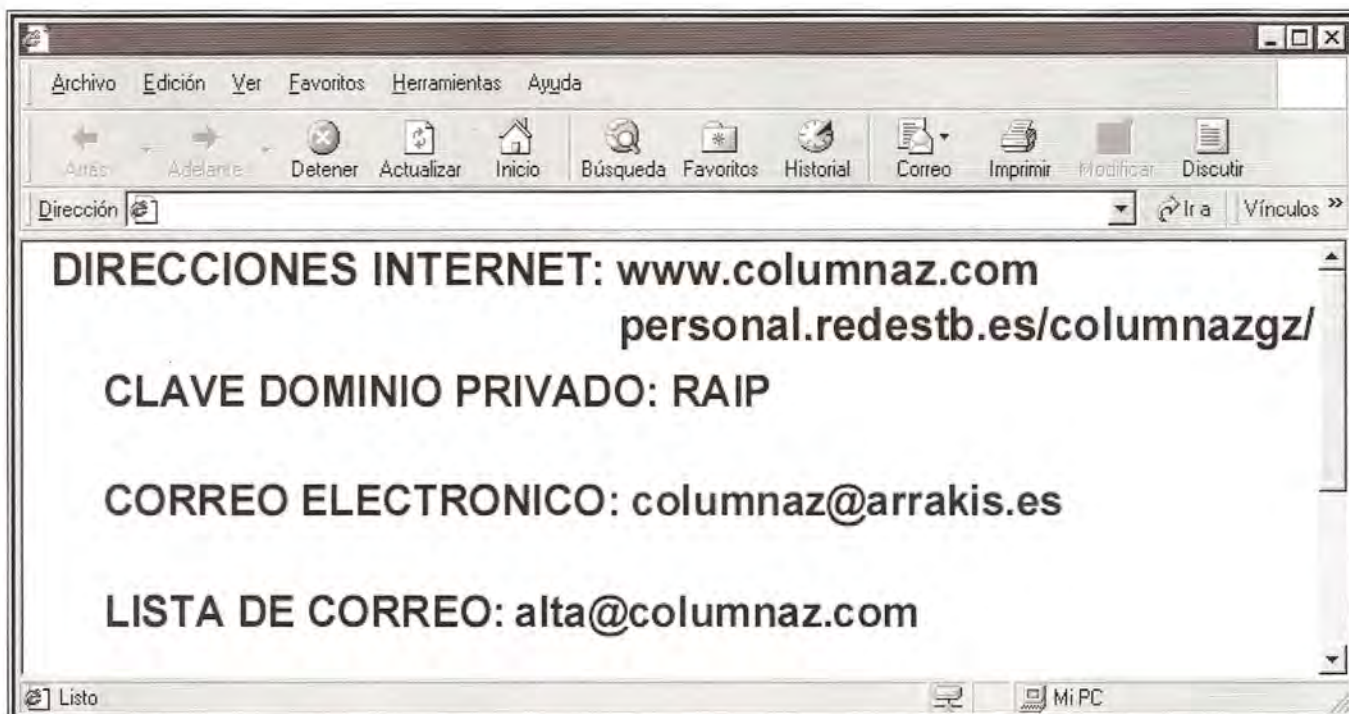 Archivo Edición Ver Favoritos Herramientas Ayuda
Atrás Adelante Detener Actualizar Inicio Búsqueda Favoritos Historial Correo Imprimir Modificar Discutir
Dirección Ir a Vínculos »
DIRECCIONES INTERNET: www.columnaz.com
personal.redestb.es/columnazgz/
CLAVE DOMINIO PRIVADO: RAIP
CORREO ELECTRONICO: columnaz@arrakis.es
LISTA DE CORREO: alta@columnaz.com
Listo Mi PC